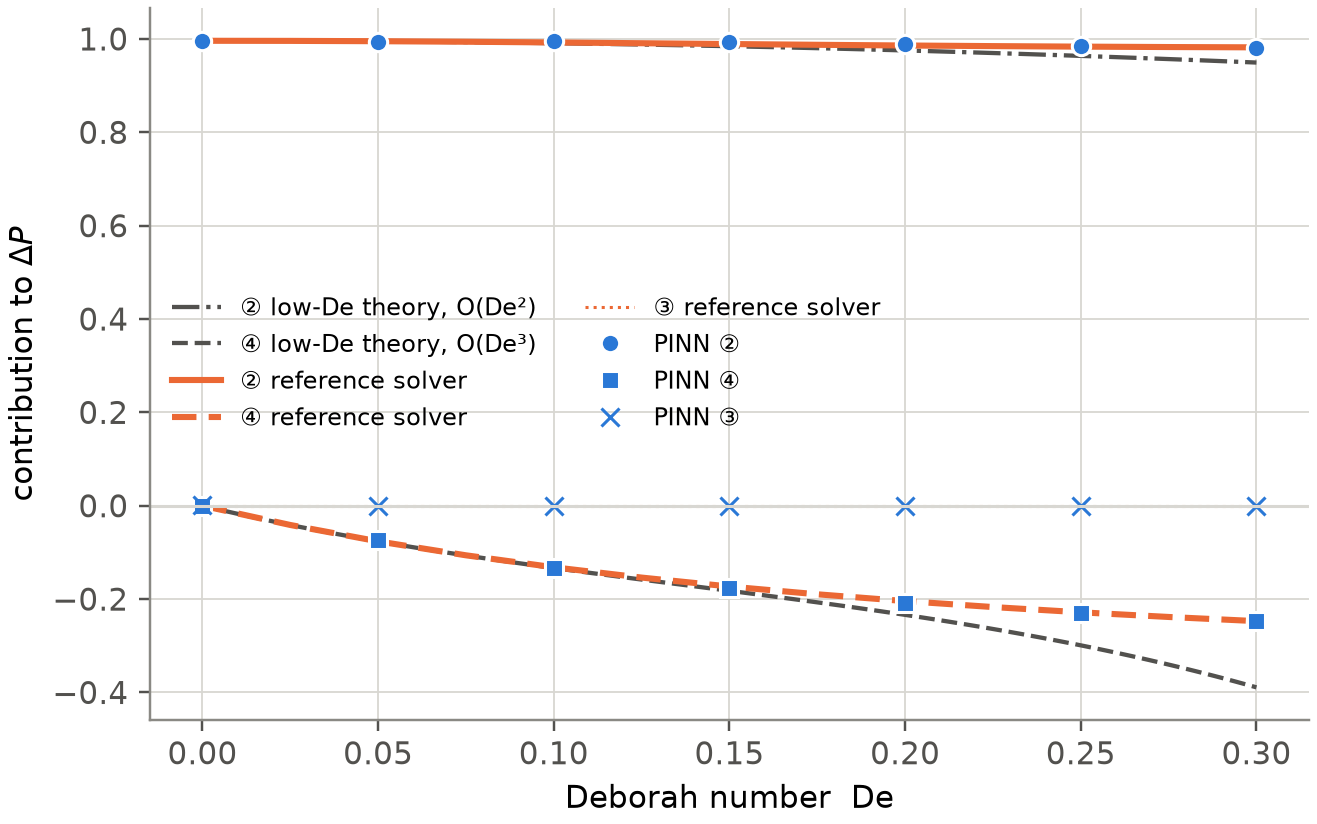 1.0
0.8
0.6
0.4
0.2
0.0
−0.2
−0.4
contribution to ΔP
② low-De theory, O(De²)
④ low-De theory, O(De³)
② reference solver
④ reference solver
③ reference solver
PINN ②
PINN ④
PINN ③
0.00 0.05 0.10 0.15 0.20 0.25 0.30
Deborah number De